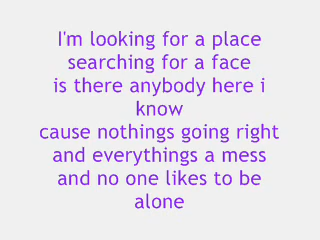 I'm looking for a place
searching for a face
is there anybody here i
know
cause nothings going right
and everythings a mess
and no one likes to be
alone